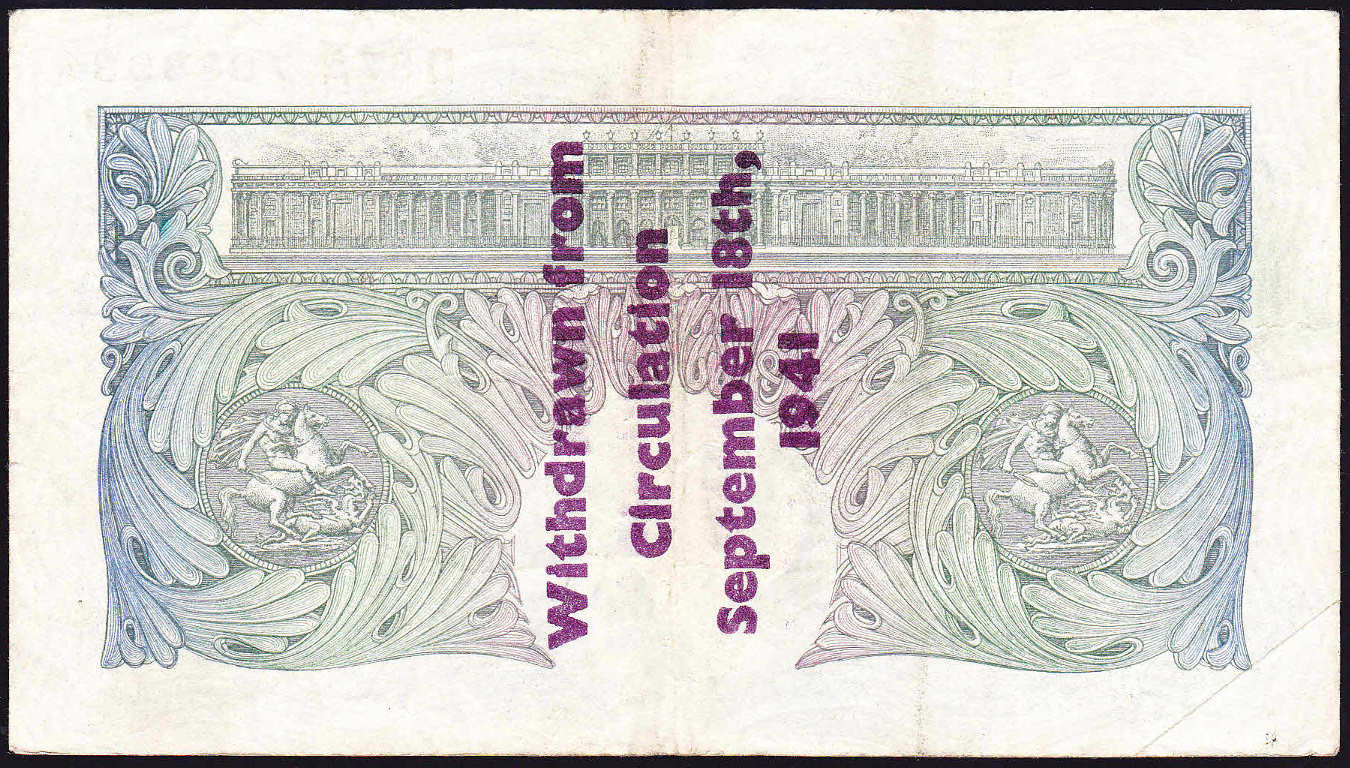 Withdrawn from
Circulation
September 18th,
1941